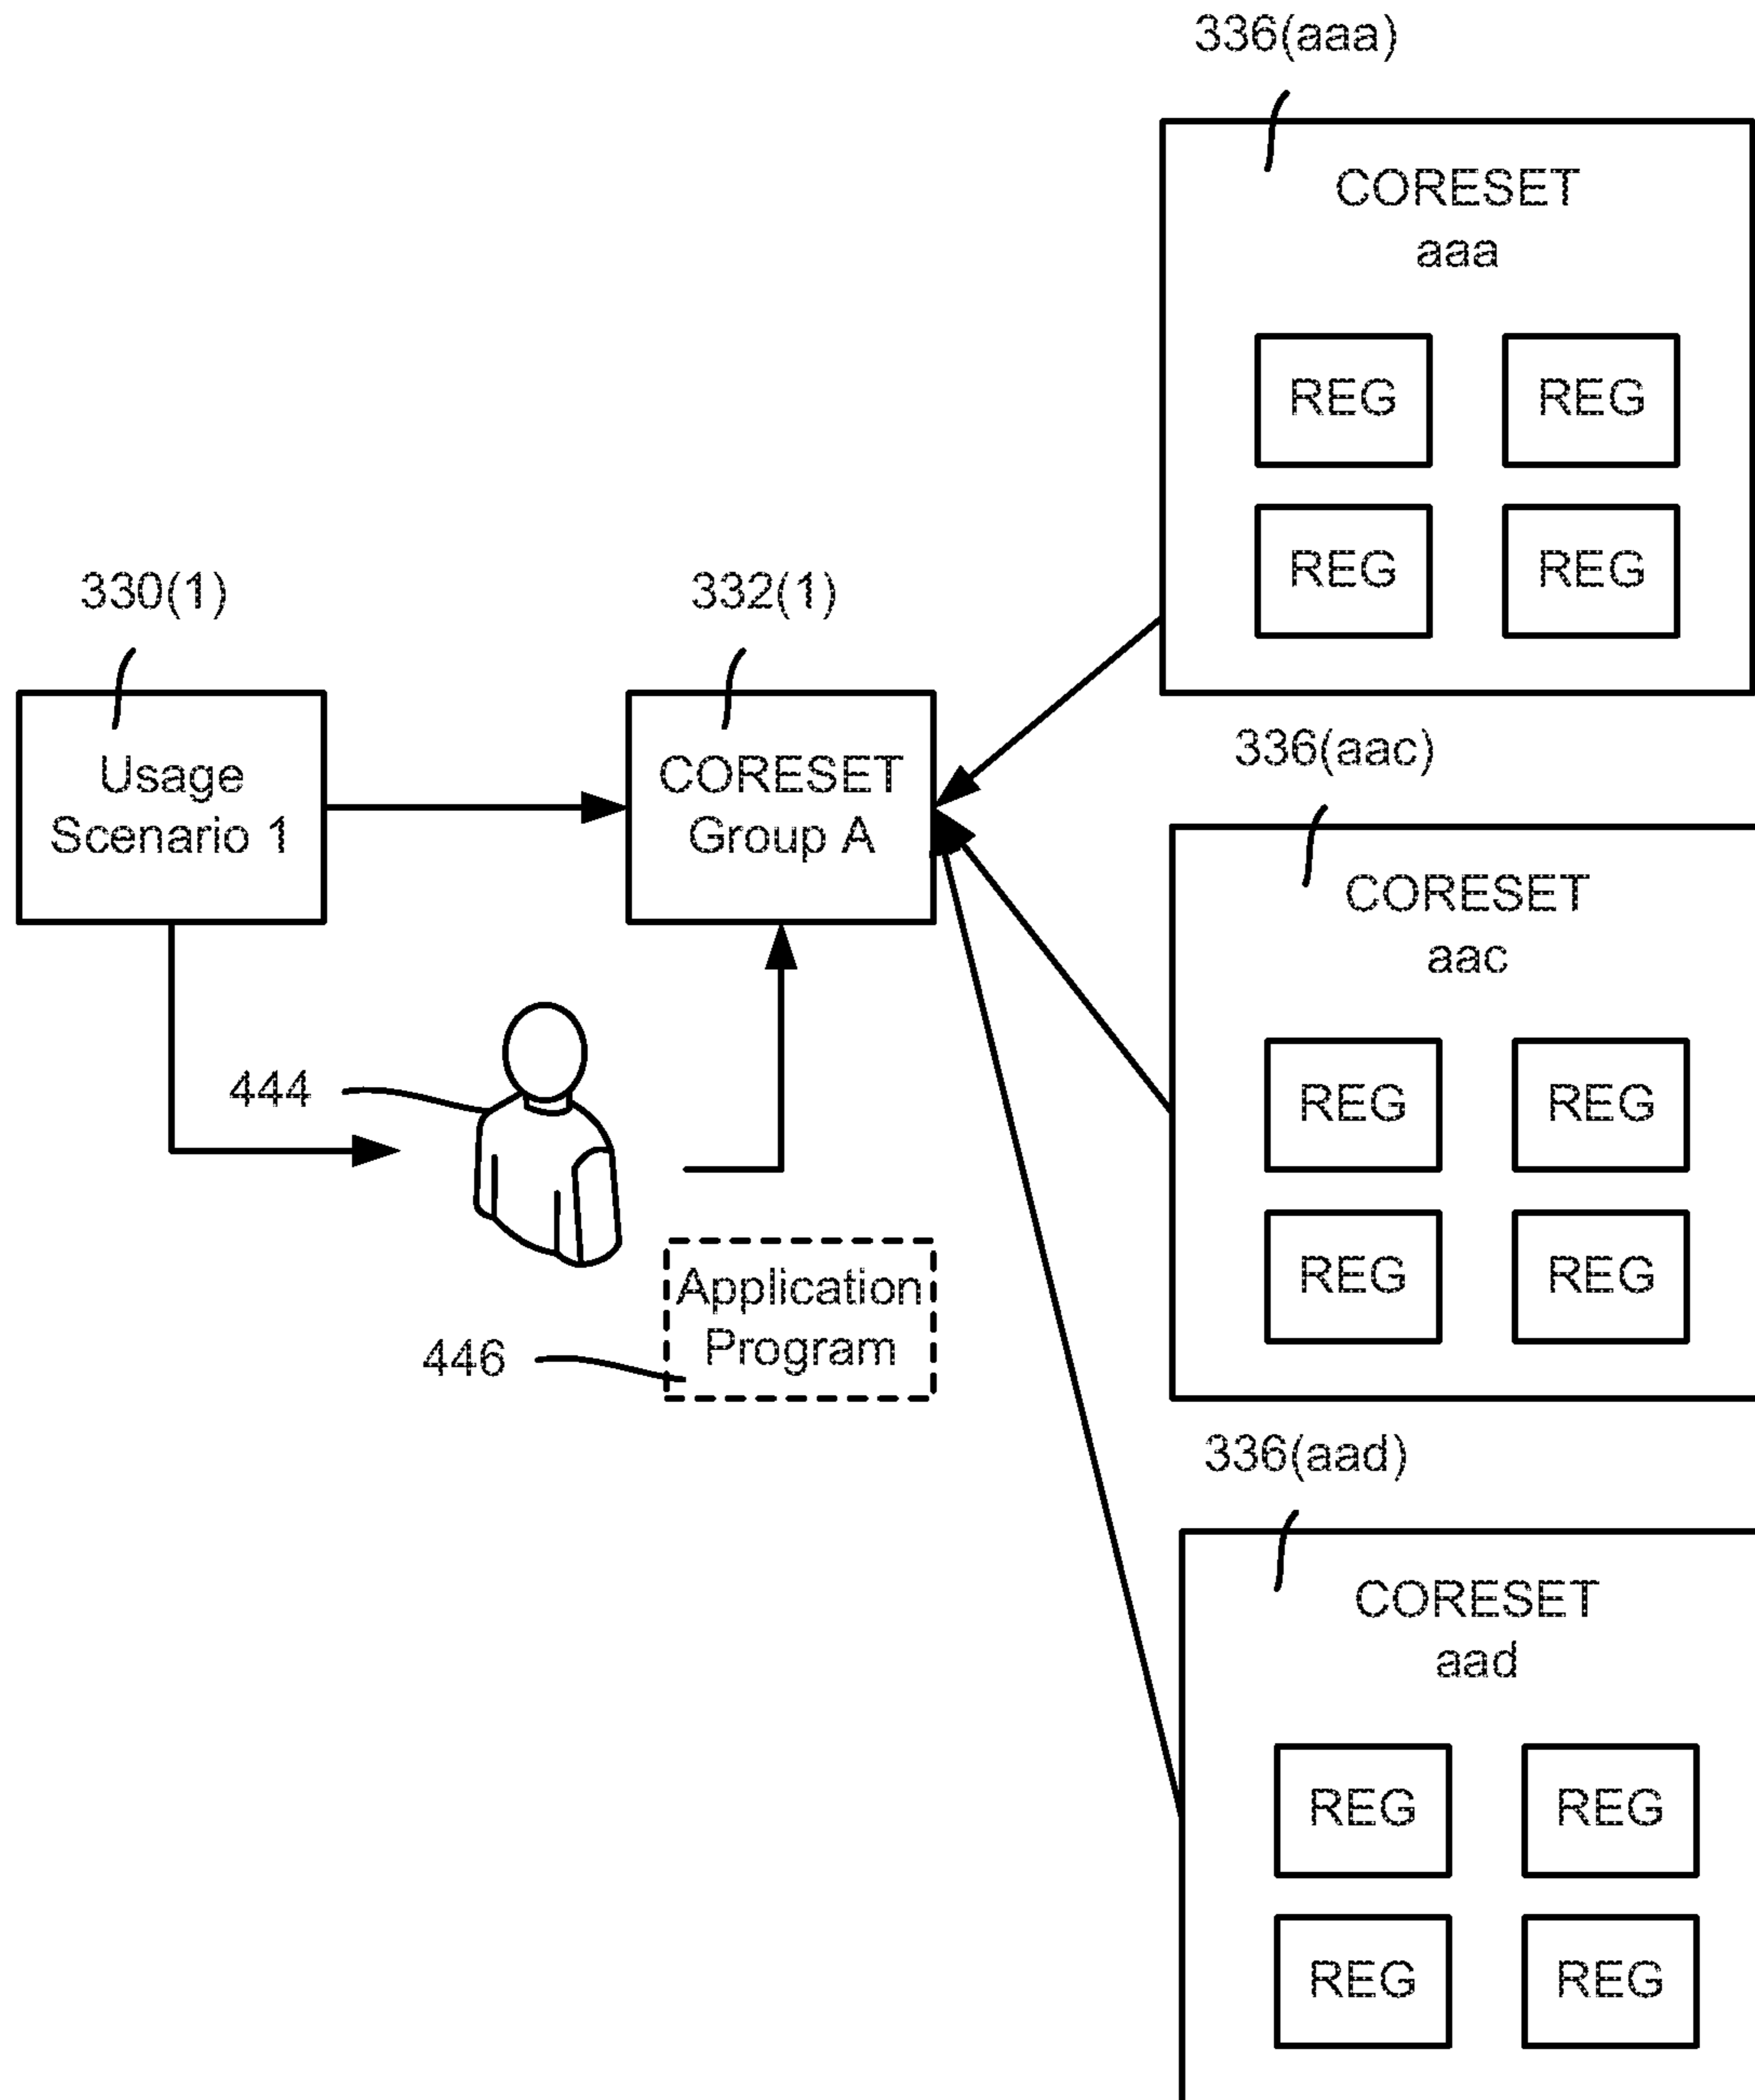 336(aaa)
CORESET
aaa
REG REG
REG REG
330(1)
332(1)
Usage
Scenario 1
CORESET
Group A
336(aac)
CORESET
aac
444
REG REG
REG REG
Application
Program
446
336(aad)
CORESET
aad
REG REG
REG REG